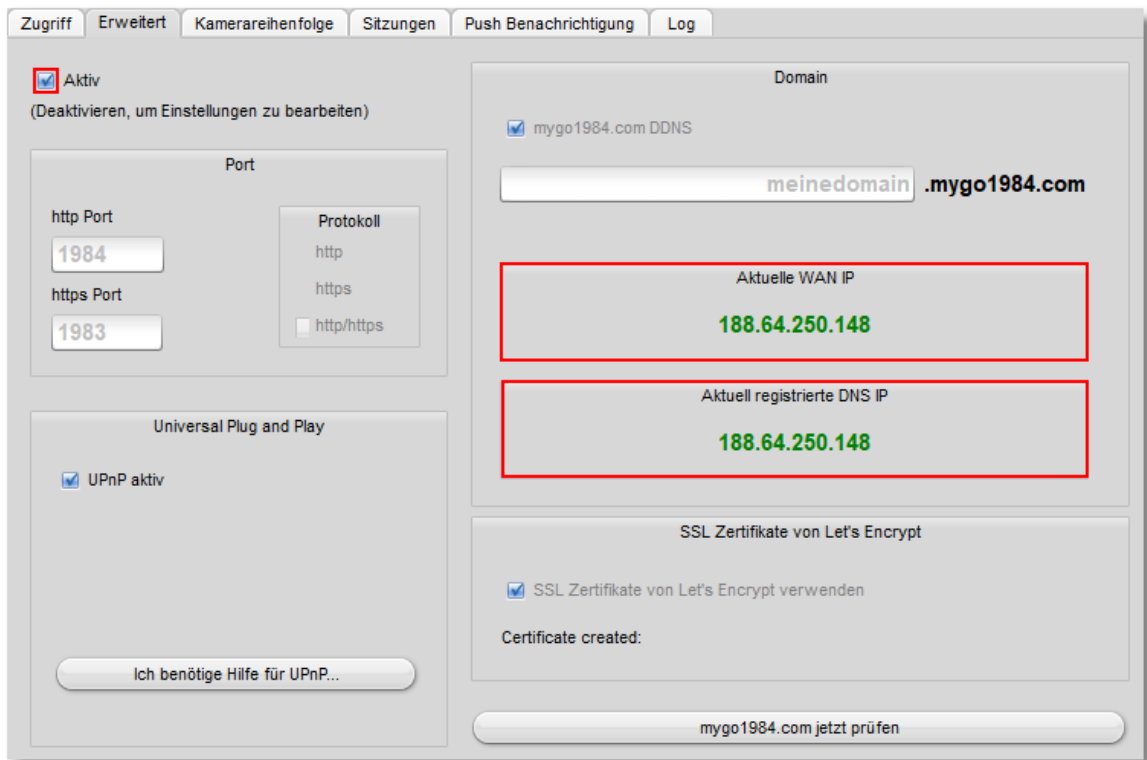 Zugriff
Erweitert
Kamerareihenfolge
Sitzungen
Push Benachrichtigung
Log
Aktiv
(Deaktivieren, um Einstellungen zu bearbeiten)
Port
http Port
1984
https Port
1983
Protokoll
http
https
http/https
Universal Plug and Play
UPnP aktiv
Ich benötige Hilfe für UPnP...
Domain
mygo1984.com DDNS
meinedomain .mygo1984.com
Aktuelle WAN IP
188.64.250.148
Aktuell registrierte DNS IP
188.64.250.148
SSL Zertifikate von Let's Encrypt
SSL Zertifikate von Let's Encrypt verwenden
Certificate created:
mygo1984.com jetzt prüfen